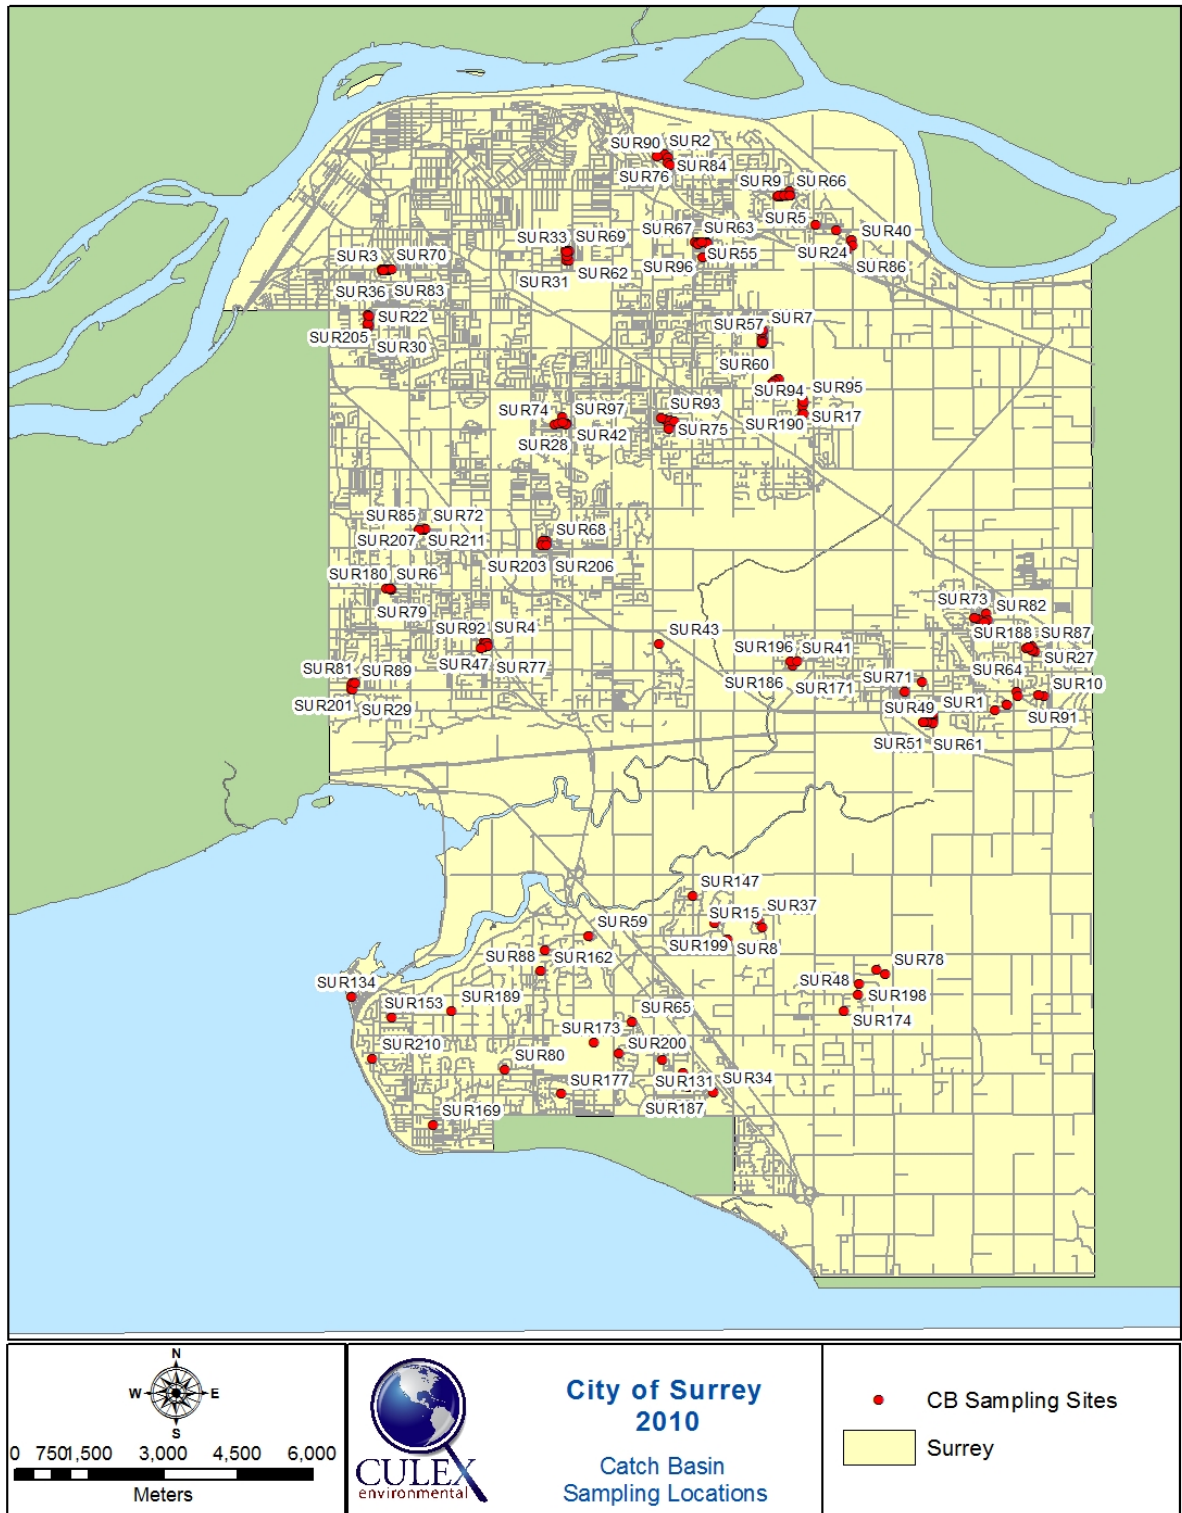 SUR90 SUR2
SUR84
SUR76
SUR9 SUR66
SUR5
SUR67 SUR63
SUR40
SUR33 SUR69
SUR24
SUR55
SUR3 SUR70
SUR96
SUR86
SUR62
SUR31
SUR36 SUR83
SUR22
SUR57 SUR7
SUR205
SUR30
SUR60
SUR94 SUR95
SUR74 SUR97
SUR93
SUR17
SUR190
SUR42 SUR75
SUR28
SUR85 SUR72
SUR68
SUR207 SUR211
SUR203 SUR206
SUR180 SUR6
SUR73 SUR82
SUR79
SUR92 SUR4
SUR43
SUR188 SUR87
SUR196 SUR41
SUR27
SUR47 SUR77
SUR81 SUR89
SUR64
SUR186
SUR71
SUR171
SUR10
SUR201 SUR29
SUR49 SUR1
SUR91
SUR51 SUR61
SUR147
SUR37
SUR15
SUR59
SUR199 SUR8
SUR88 SUR162
SUR78
SUR134
SUR48
SUR198
SUR153 SUR189
SUR65
SUR174
SUR173
SUR210
SUR80
SUR200
SUR177
SUR131 SUR34
SUR187
SUR169
N
W E
S
0 750 1,500 3,000 4,500 6,000
Meters
CULEX
environmental
City of Surrey
2010
Catch Basin
Sampling Locations
CB Sampling Sites
Surrey